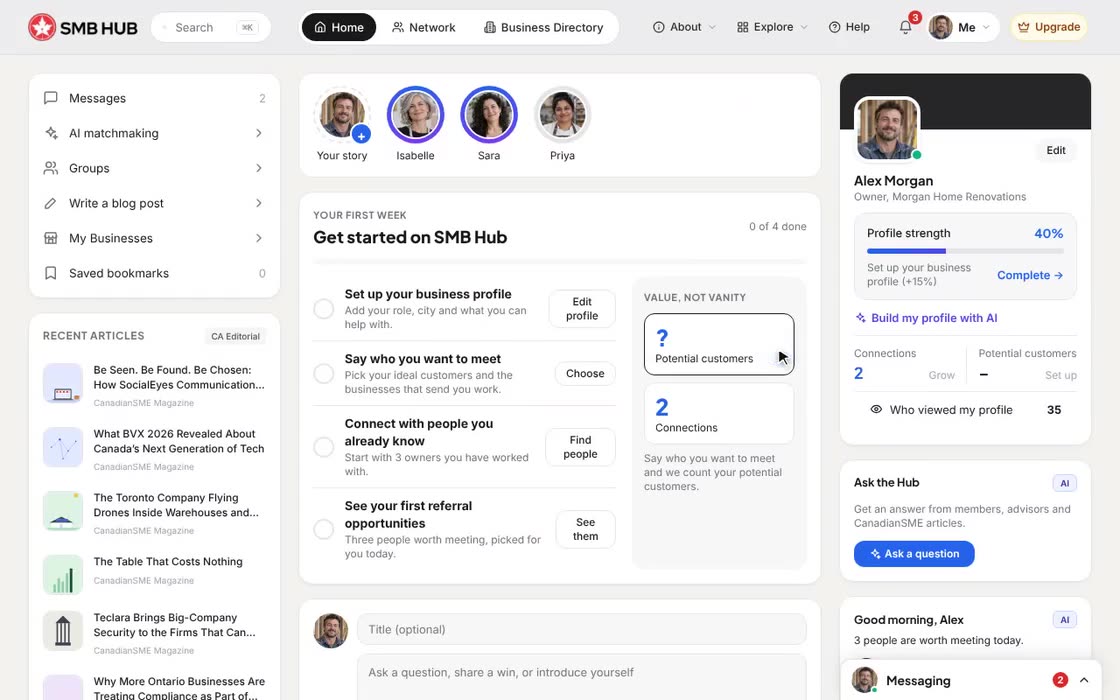 SMB HUB
Search
⌘K
Home
Network
Business Directory
About
Explore
Help
3
Me
Upgrade
Messages
2
AI matchmaking
Groups
Write a blog post
My Businesses
Saved bookmarks
0
RECENT ARTICLES
CA Editorial
Be Seen. Be Found. Be Chosen:
How SocialEyes Communication...
CanadianSME Magazine
What BVX 2026 Revealed About
Canada's Next Generation of Tech
CanadianSME Magazine
The Toronto Company Flying
Drones Inside Warehouses and...
CanadianSME Magazine
The Table That Costs Nothing
CanadianSME Magazine
Teclara Brings Big-Company
Security to the Firms That Can...
CanadianSME Magazine
Why More Ontario Businesses Are
Treating Compliance as Part of...
Your story
Isabelle
Sara
Priya
YOUR FIRST WEEK
Get started on SMB Hub
0 of 4 done
Set up your business profile
Add your role, city and what you can
help with.
Edit
profile
Say who you want to meet
Pick your ideal customers and the
businesses that send you work.
Choose
Connect with people you
already know
Start with 3 owners you have worked
with.
Find
people
See your first referral
opportunities
Three people worth meeting, picked for
you today.
See
them
VALUE, NOT VANITY
?
Potential customers
2
Connections
Say who you want to meet
and we count your potential
customers.
Title (optional)
Ask a question, share a win, or introduce yourself
Edit
Alex Morgan
Owner, Morgan Home Renovations
Profile strength
40%
Set up your business
profile (+15%)
Complete →
Build my profile with AI
Connections
2
Grow
Potential customers
–
Set up
Who viewed my profile
35
Ask the Hub
AI
Get an answer from members, advisors and
CanadianSME articles.
Ask a question
Good morning, Alex
AI
3 people are worth meeting today.
Messaging
2